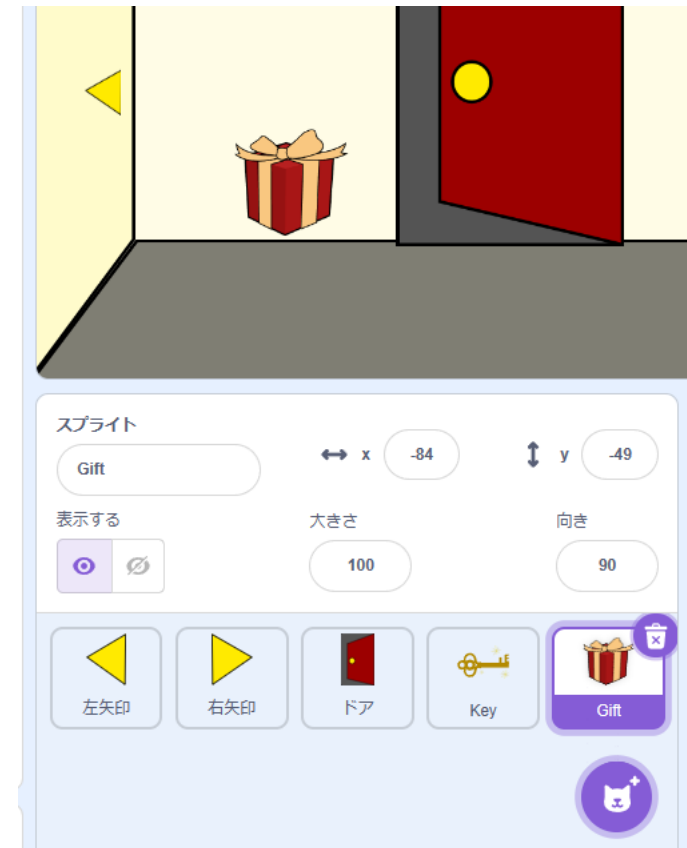 スプライト
Gift
x -84
y -49
表示する
大きさ
向き
100
90
左矢印
右矢印
ドア
Key
Gift